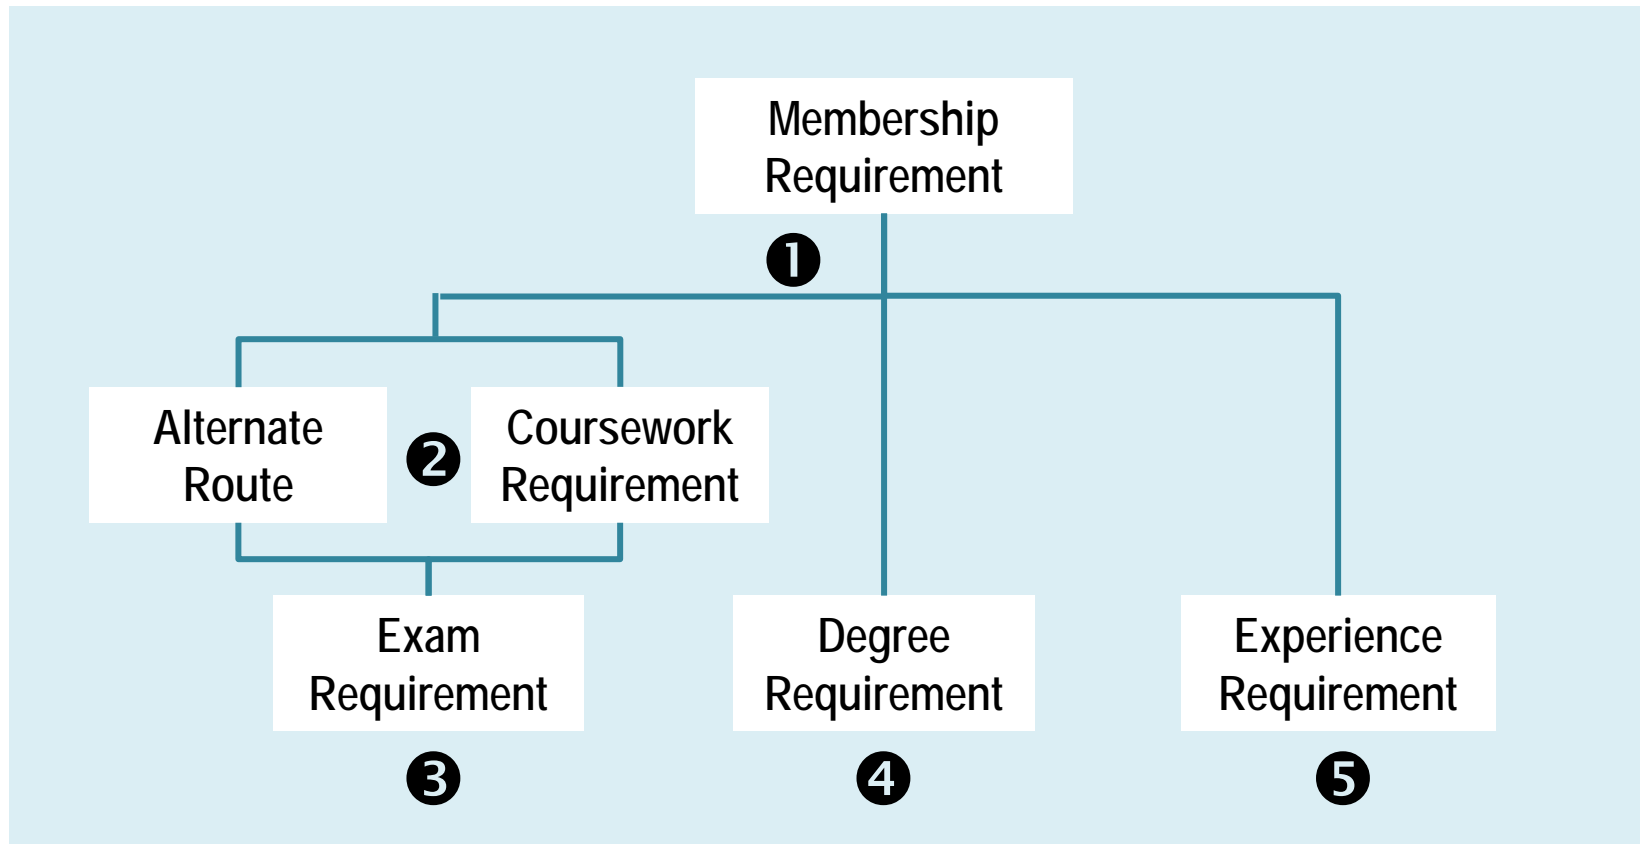 Membership
Requirement
❶
Alternate
Route
❷
Coursework
Requirement
Exam
Requirement
❸
Degree
Requirement
❹
Experience
Requirement
❺